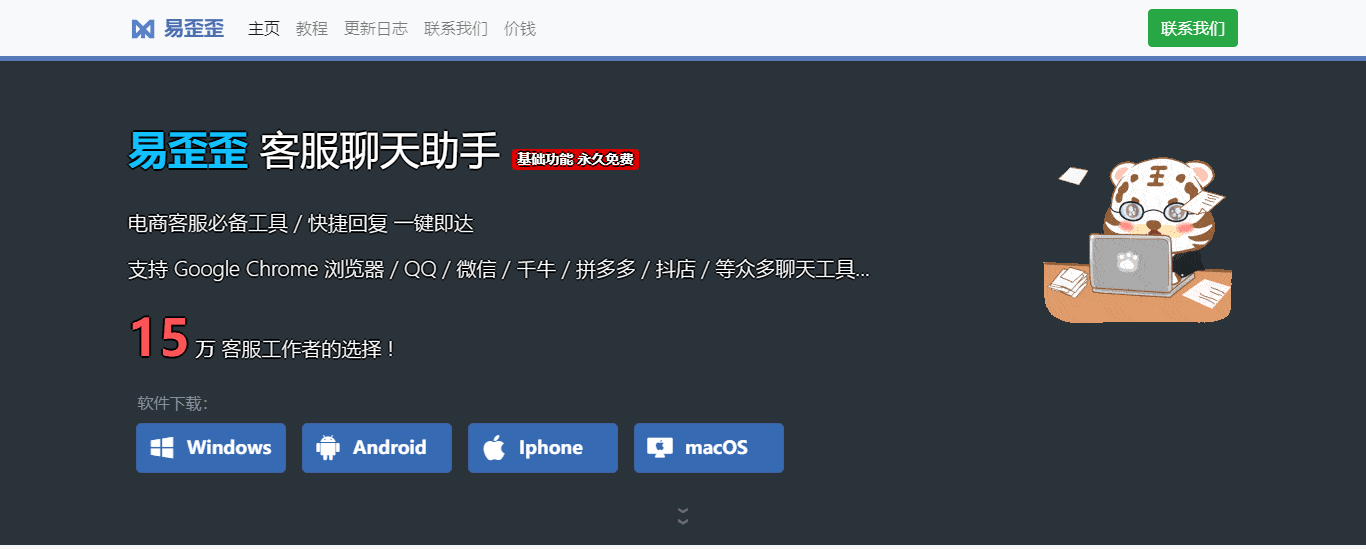 易歪歪 主页 教程 更新日志 联系我们 价钱 联系我们
易歪歪 客服聊天助手 基础功能 永久免费
王
电商客服必备工具 / 快捷回复 一键即达
支持 Google Chrome 浏览器 / QQ / 微信 / 千牛 / 拼多多 / 抖店 / 等众多聊天工具...
15 万 客服工作者的选择！
软件下载：
Windows Android Iphone macOS